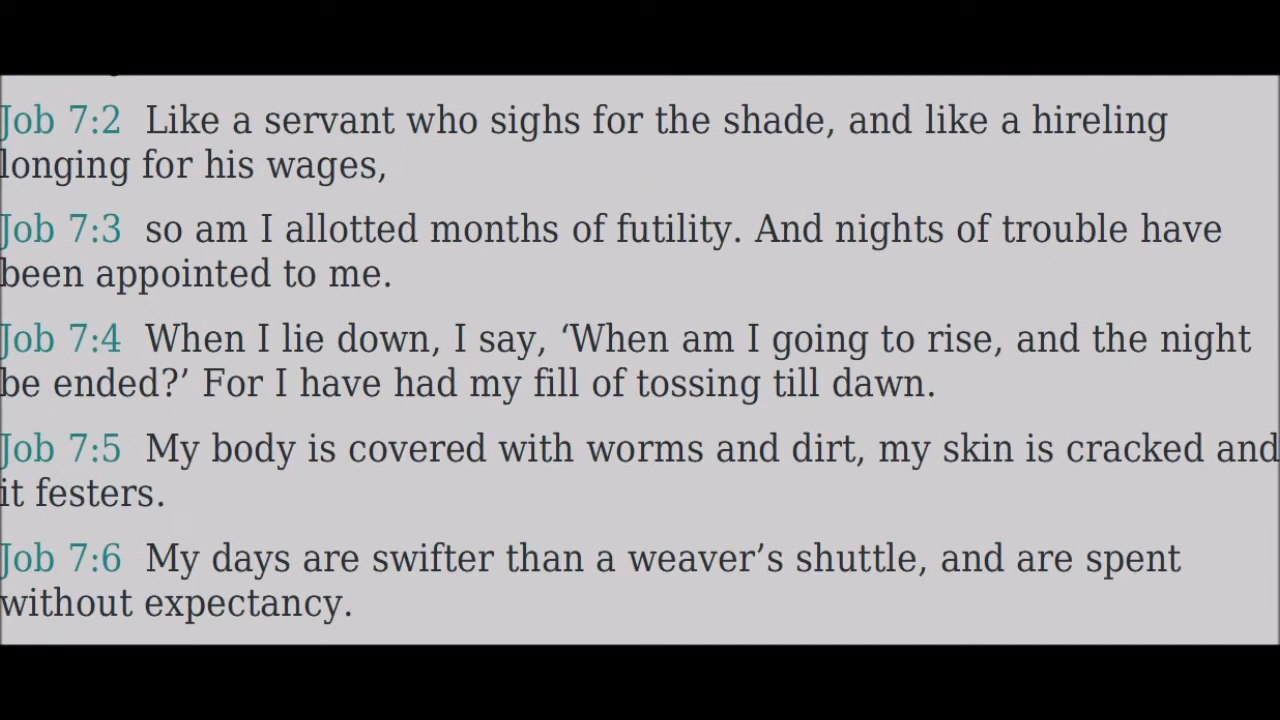 Job 7:2 Like a servant who sighs for the shade, and like a hireling
longing for his wages,
Job 7:3 so am I allotted months of futility. And nights of trouble have
been appointed to me.
Job 7:4 When I lie down, I say, ‘When am I going to rise, and the night
be ended?’ For I have had my fill of tossing till dawn.
Job 7:5 My body is covered with worms and dirt, my skin is cracked and
it festers.
Job 7:6 My days are swifter than a weaver’s shuttle, and are spent
without expectancy.